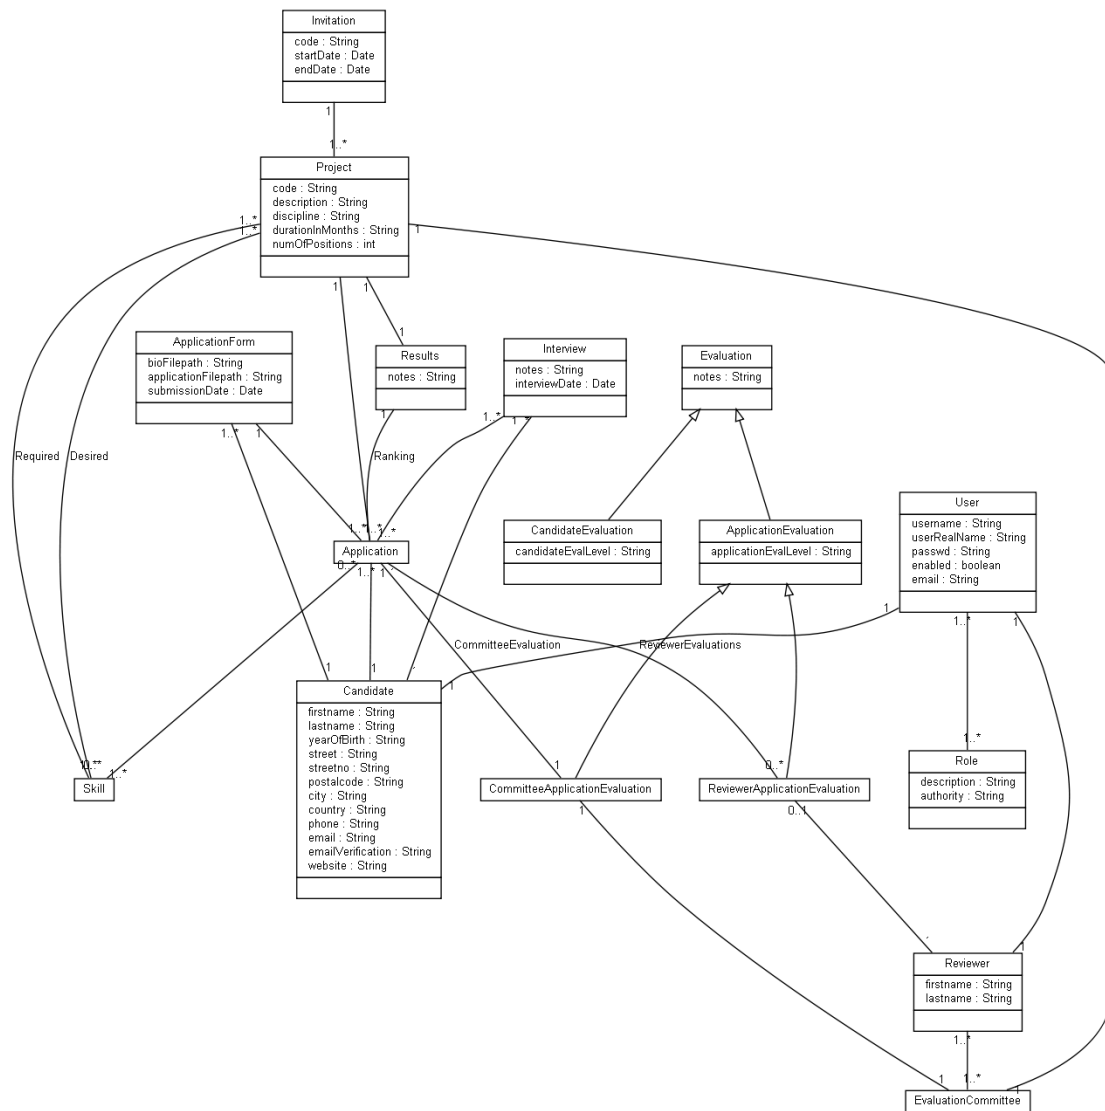 Invitation
code : String
startDate : Date
endDate : Date
1
1..*
Project
code : String
description : String
discipline : String
durationInMonths : String
numOfPositions : int
1..*
1..*
1
1
1
1
ApplicationForm
bioFilepath : String
applicationFilepath : String
submissionDate : Date
Results
notes : String
Interview
notes : String
interviewDate : Date
Evaluation
notes : String
1..*
1
1
1..*
1..*
Required
Desired
Ranking
User
username : String
userRealName : String
passwd : String
enabled : boolean
email : String
CandidateEvaluation
candidateEvalLevel : String
ApplicationEvaluation
applicationEvalLevel : String
1..*
1..*
1..*
Application
0..*
1..*
1
1
1..*
1
CommitteeEvaluation
ReviewerEvaluations
1
1
1
Candidate
firstname : String
lastname : String
yearOfBirth : String
street : String
streetno : String
postalcode : String
city : String
country : String
phone : String
email : String
emailVerification : String
website : String
1..*
Role
description : String
authority : String
1..*
Skill
1
CommitteeApplicationEvaluation
1
0..*
ReviewerApplicationEvaluation
0..1
1
Reviewer
firstname : String
lastname : String
1..*
1
1..*
1
EvaluationCommittee